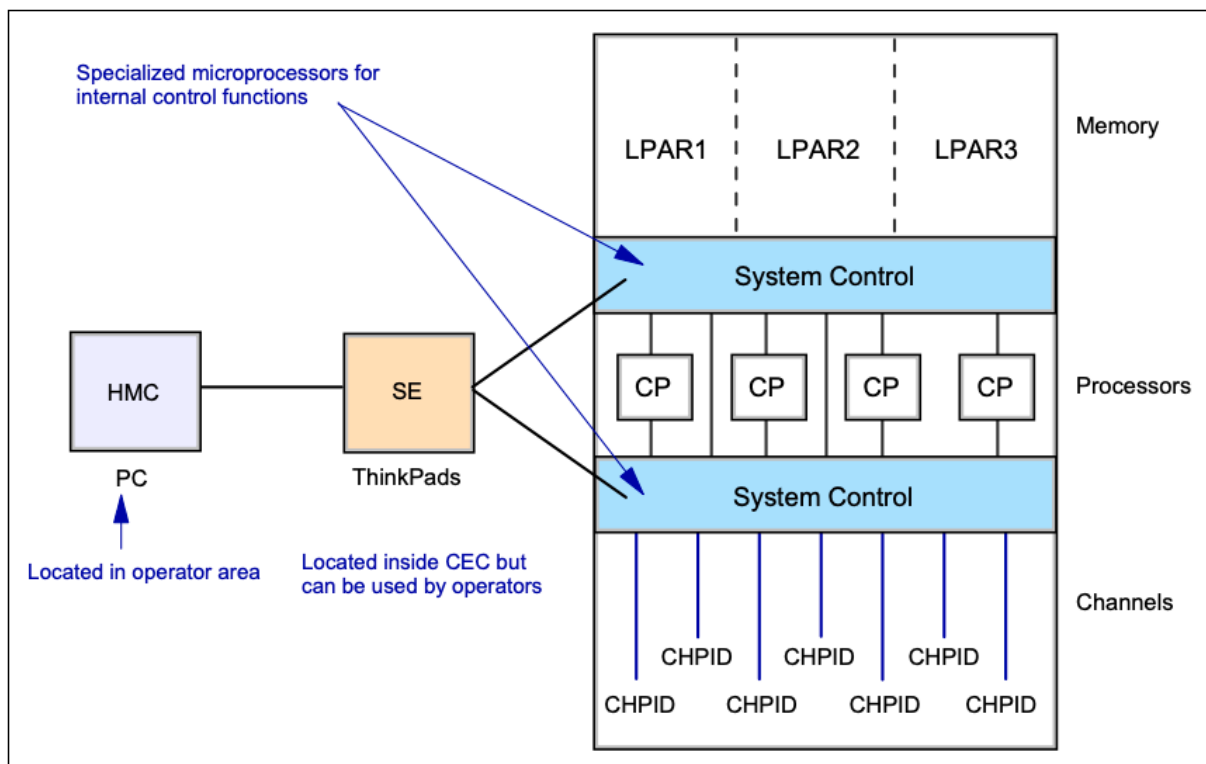 Specialized microprocessors for
internal control functions
LPAR1
LPAR2
LPAR3
Memory
System Control
HMC
SE
CP
CP
CP
CP
Processors
PC
ThinkPads
System Control
Located in operator area
Located inside CEC but
can be used by operators
Channels
CHPID
CHPID
CHPID
CHPID
CHPID
CHPID
CHPID